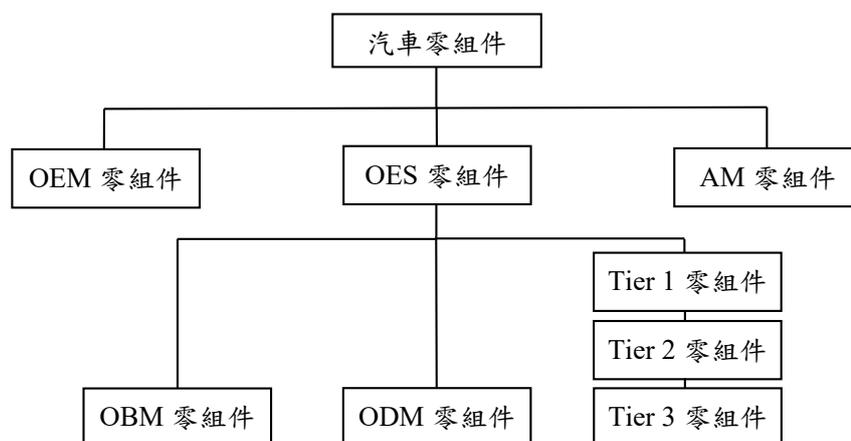 汽車零組件
OEM 零組件
OES 零組件
AM 零組件
Tier 1 零組件
Tier 2 零組件
OBM 零組件
ODM 零組件
Tier 3 零組件